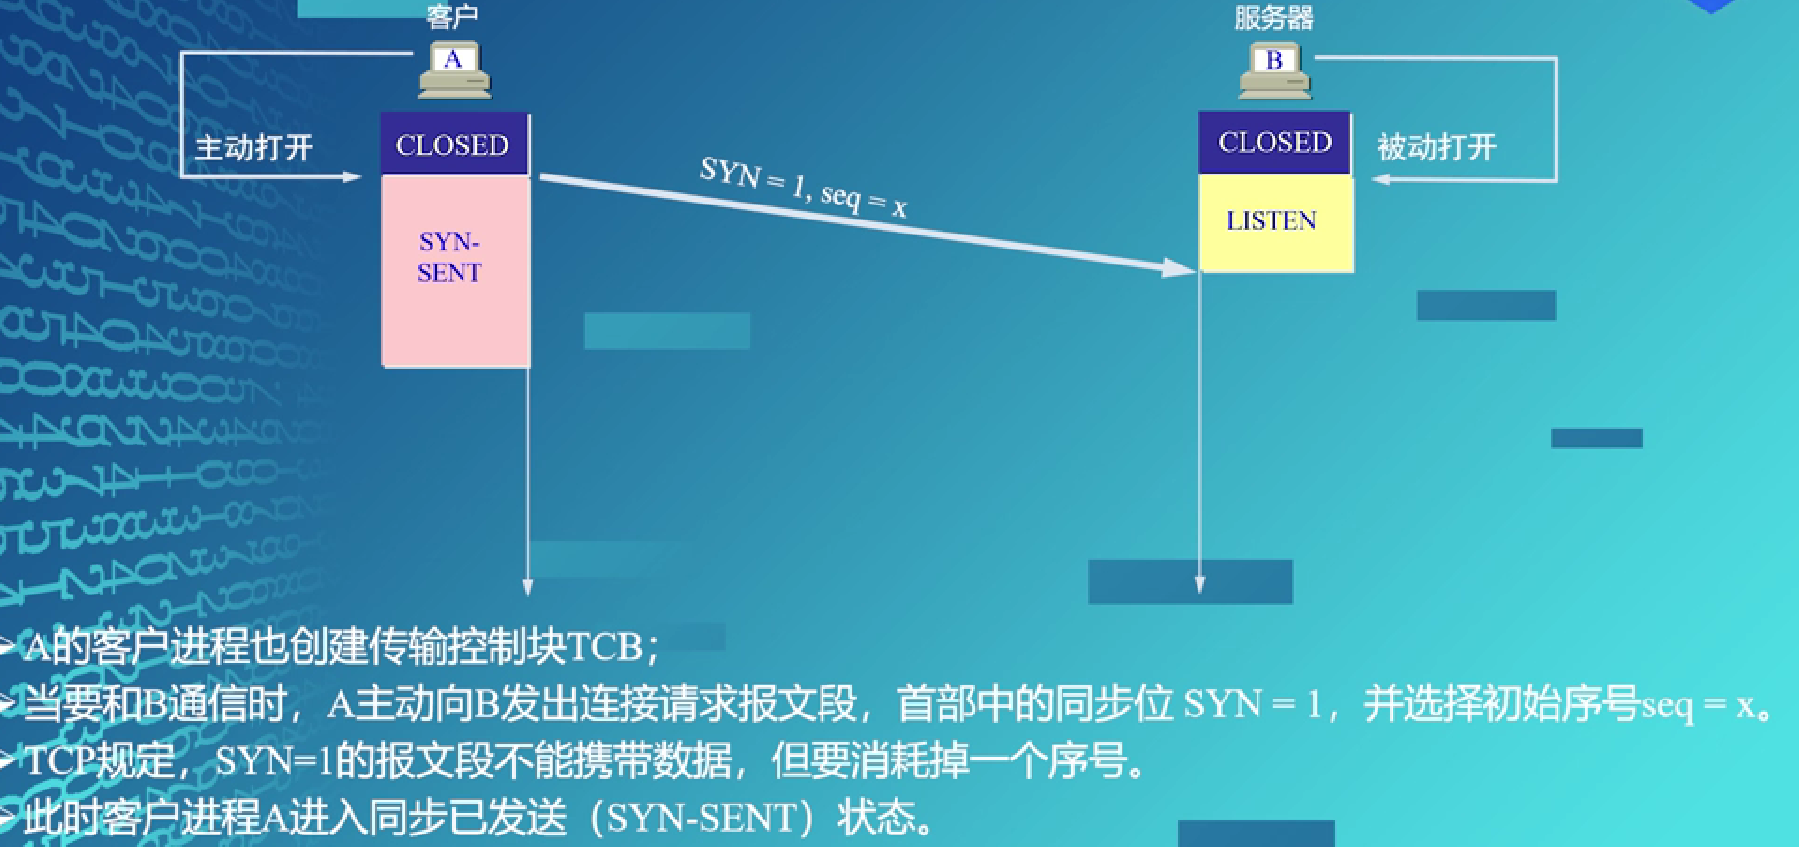 客户
服务器
A
B
CLOSED
CLOSED
主动打开
被动打开
SYN = 1, seq = x
SYN-
SENT
LISTEN
A的客户进程也创建传输控制块TCB；
当要和B通信时，A主动向B发出连接请求报文段，首部中的同步位 SYN = 1，并选择初始序号seq = x。
TCP规定，SYN=1的报文段不能携带数据，但要消耗掉一个序号。
此时客户进程A进入同步已发送（SYN-SENT）状态。